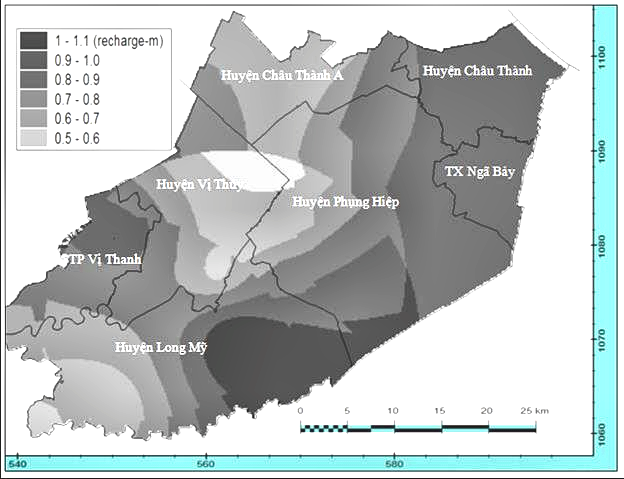 1 - 1.1 (recharge-m)
0.9 - 1.0
0.8 - 0.9
0.7 - 0.8
0.6 - 0.7
0.5 - 0.6
Huyện Châu Thành A
Huyện Châu Thành
TX Ngã Bảy
Huyện Vị Thuỷ
Huyện Phụng Hiệp
TP Vị Thanh
Huyện Long Mỹ
0 5 10 15 20 25 km
540 560 580
1100
1090
1080
1070
1060